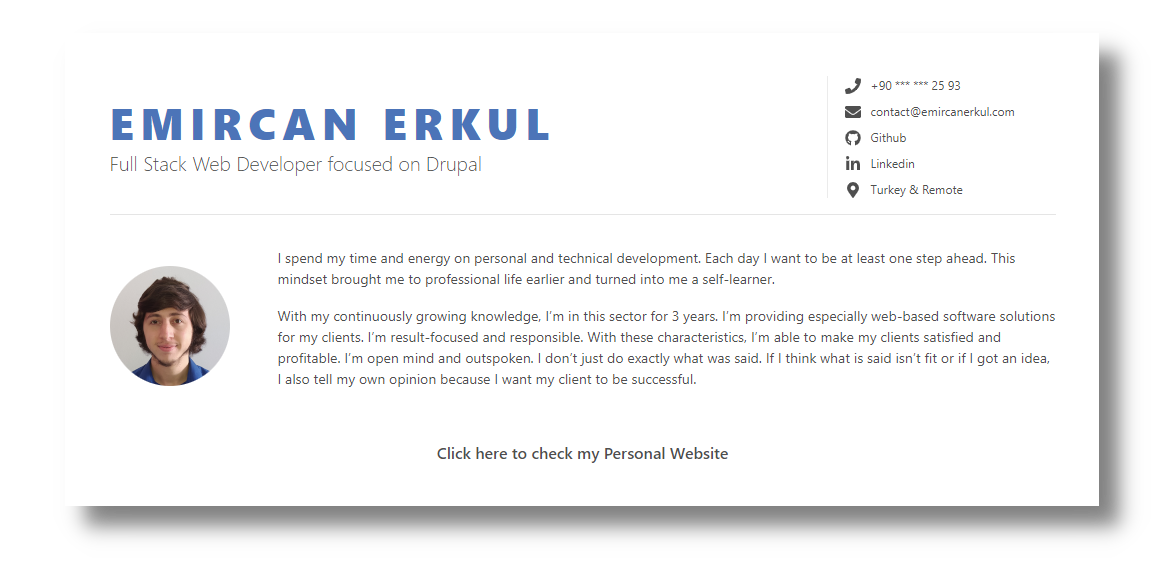 EMIRCAN ERKUL
Full Stack Web Developer focused on Drupal
+90 *** *** 25 93
contact@emircanerkul.com
Github
Linkedin
Turkey & Remote
I spend my time and energy on personal and technical development. Each day I want to be at least one step ahead. This
mindset brought me to professional life earlier and turned into me a self-learner.
With my continuously growing knowledge, I'm in this sector for 3 years. I'm providing especially web-based software solutions
for my clients. I'm result-focused and responsible. With these characteristics, I'm able to make my clients satisfied and
profitable. I'm open mind and outspoken. I don't just do exactly what was said. If I think what is said isn't fit or if I got an idea,
I also tell my own opinion because I want my client to be successful.
Click here to check my Personal Website